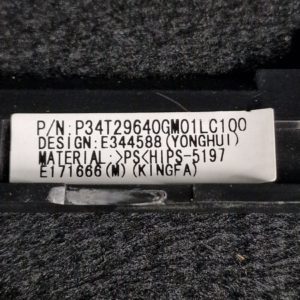 P/N:P34T29640GM01LC100
DESIGN:E344588(YONGHUI)
MATERIAL:>PS<HIPS-5197
E171666(M)(KINGFA)